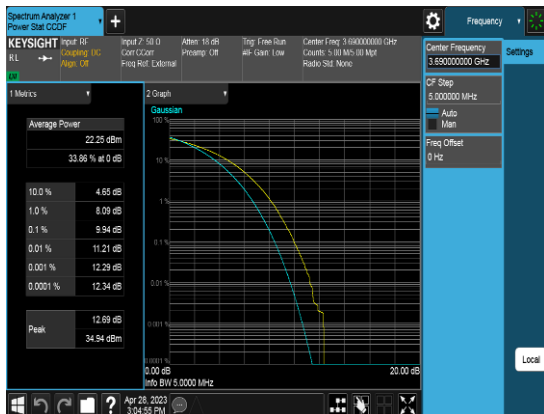 Spectrum Analyzer 1
Power Stat CCDF
Frequency
KEYSIGHT
RL
Input: RF
Coupling: DC
Align: Off
Input Z: 50 Ω
Corr CCorr
Freq Ref: External
Atten: 18 dB
Preamp: Off
Trig: Free Run
#IF Gain: Low
Center Freq: 3.690000000 GHz
Counts: 5.00 M/5.00 Mpt
Radio Std: None
LNI
1 Metrics
Average Power
22.25 dBm
33.86 % at 0 dB
10.0 % 4.65 dB
1.0 % 8.09 dB
0.1 % 9.94 dB
0.01 % 11.21 dB
0.001 % 12.29 dB
0.0001 % 12.34 dB
Peak
12.69 dB
34.94 dBm
2 Graph
Gaussian
100 %
10 %
1 %
0.1 %
0.01 %
0.001 %
0.0001 %
0.00 dB
20.00 dB
Info BW 5.0000 MHz
Center Frequency
3.690000000 GHz
Settings
CF Step
5.000000 MHz
Auto
Man
Freq Offset
0 Hz
Local
Apr 28, 2023
3:04:55 PM